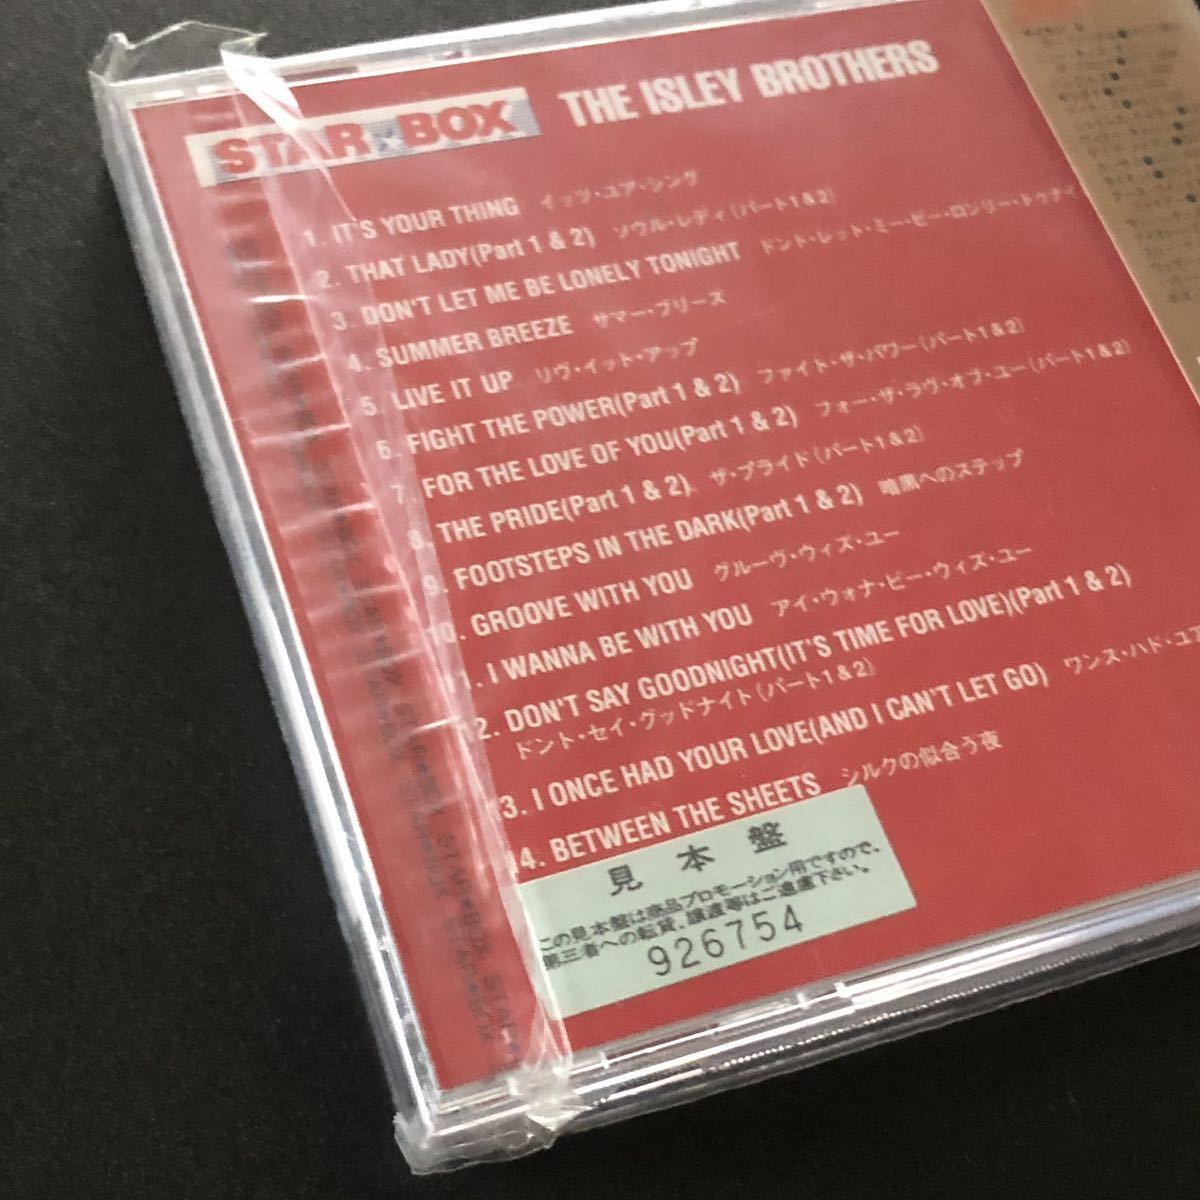 STAR★BOX THE ISLEY BROTHERS
1. IT'S YOUR THING イッツ・ユア・シング
2. THAT LADY(Part 1 & 2) ソウル・レディ(パート1&2)
3. DON'T LET ME BE LONELY TONIGHT ドント・レット・ミー・ビー・ロンリー・トゥナイ
4. SUMMER BREEZE サマー・ブリーズ
5. LIVE IT UP リヴ・イット・アップ
6. FIGHT THE POWER(Part 1 & 2) ファイト・ザ・パワー(パート1&2)
7. FOR THE LOVE OF YOU(Part 1 & 2) フォー・ザ・ラヴ・オブ・ユー(パート1&2)
8. THE PRIDE(Part 1 & 2) ザ・プライド(パート1&2)
9. FOOTSTEPS IN THE DARK(Part 1 & 2) 暗黒へのステップ
10. GROOVE WITH YOU グルーヴ・ウィズ・ユー
1. I WANNA BE WITH YOU アイ・ウォナ・ビー・ウィズ・ユー
2. DON'T SAY GOODNIGHT(IT'S TIME FOR LOVE)(Part 1 & 2)
ドント・セイ・グッドナイト(パート1&2)
3. I ONCE HAD YOUR LOVE(AND I CAN'T LET GO) ワンス・ハド・ユア
14. BETWEEN THE SHEETS シルクの似合う夜
見本盤
この見本盤は商品プロモーション用ですので、
第三者への転貸、譲渡等はご遠慮下さい。
926754